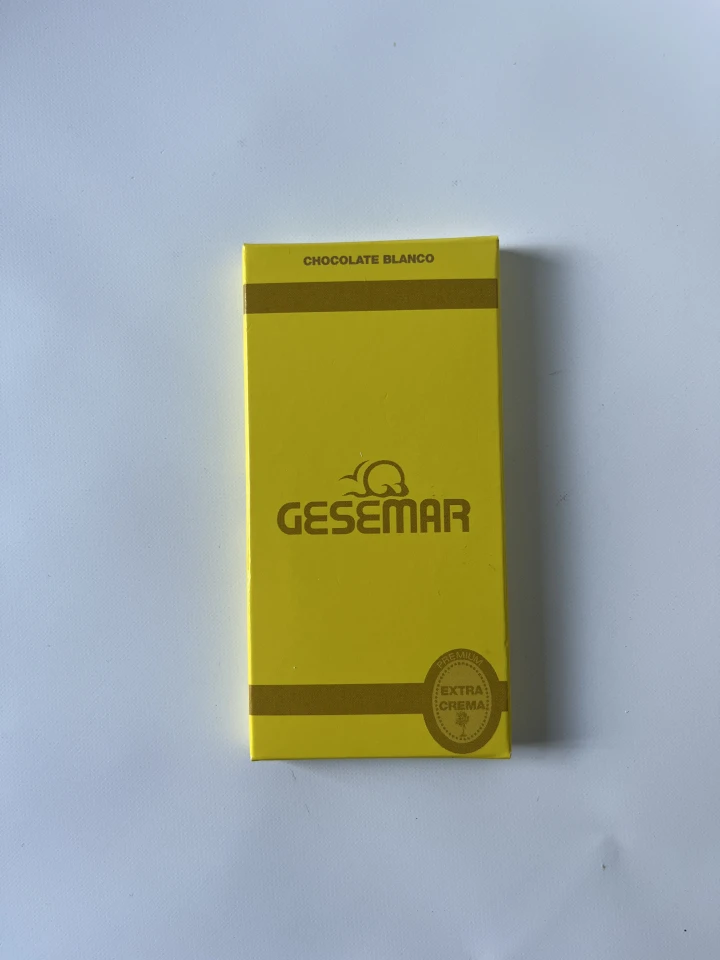 CHOCOLATE BLANCO
GESEMAR
PREMIUM
EXTRA
CREMA